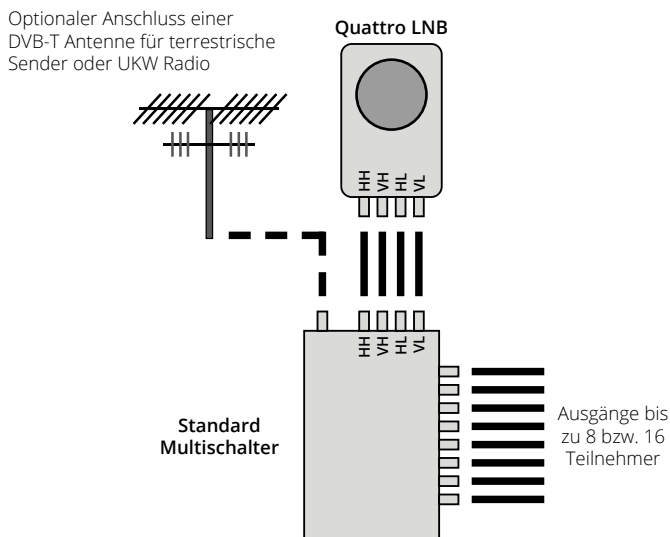 Optionaler Anschluss einer
DVB-T Antenne für terrestrische
Sender oder UKW Radio
Quattro LNB
HH
VH
HL
VL
HH
VH
HL
VL
Standard
Multischalter
Ausgänge bis
zu 8 bzw. 16
Teilnehmer